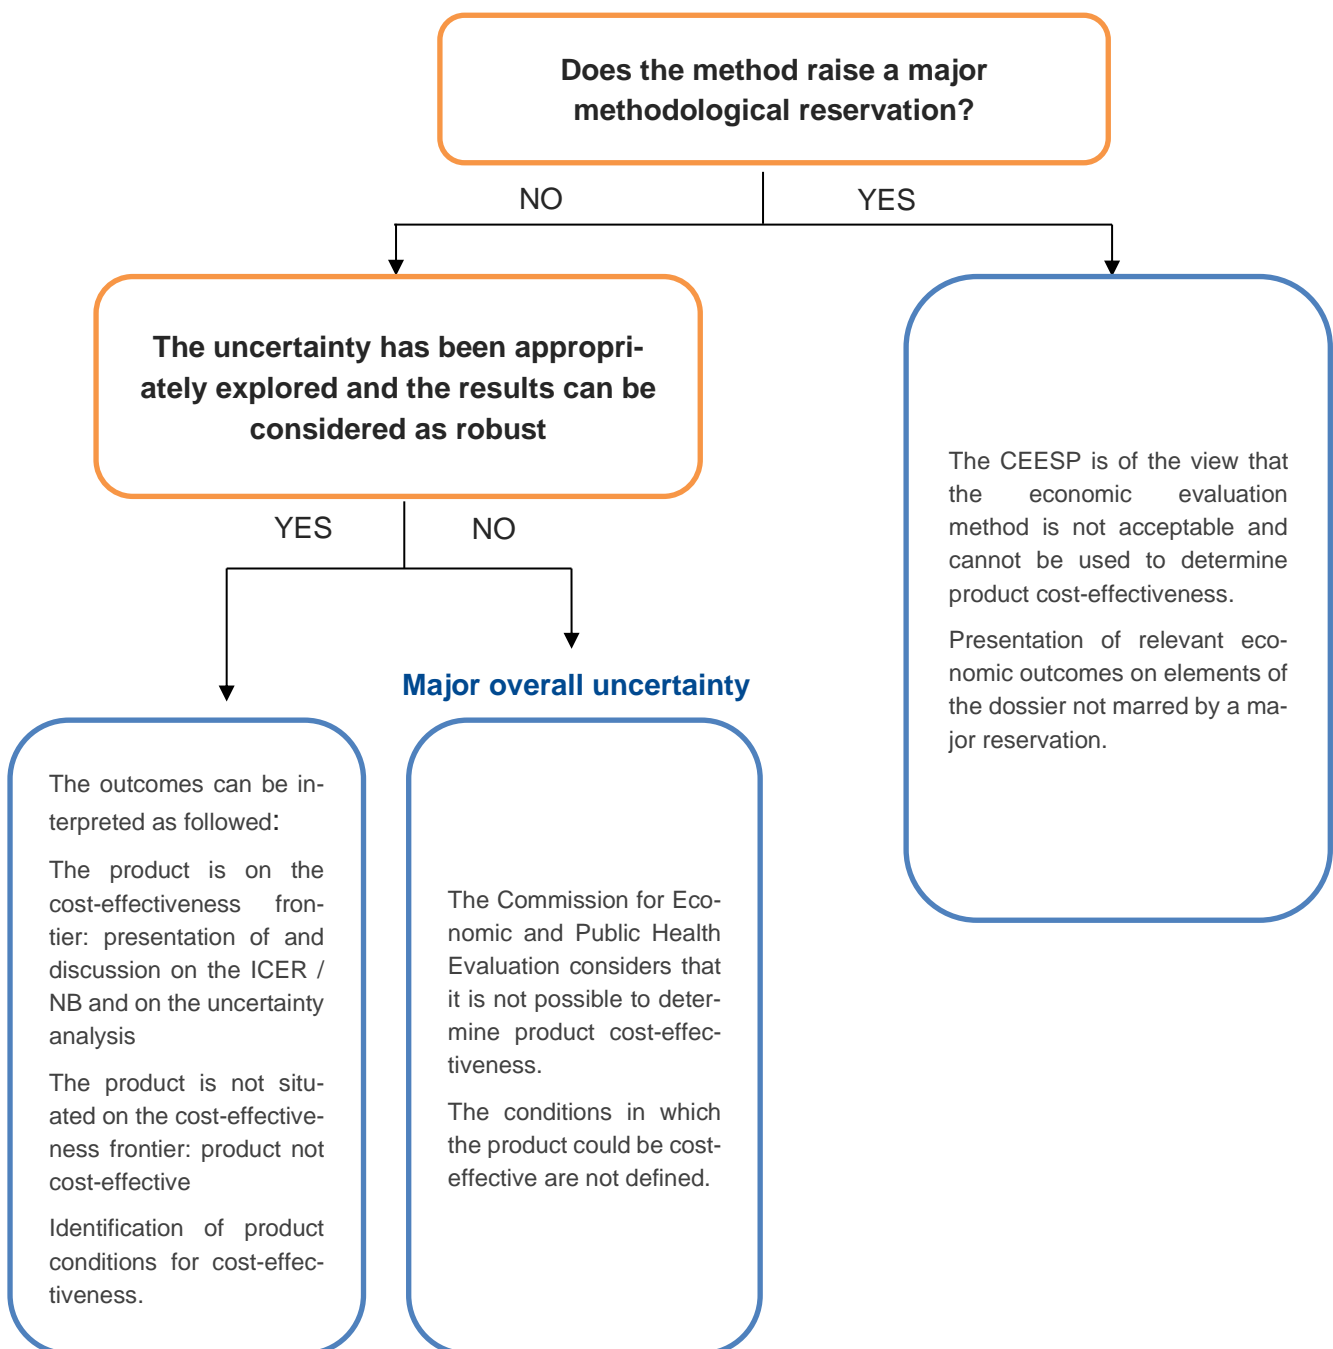 Does the method raise a major
methodological reservation?
NO
YES
The uncertainty has been appropri-
ately explored and the results can be
considered as robust
YES
NO
Major overall uncertainty
The outcomes can be in-
terpreted as followed:
The product is on the
cost-effectiveness fron-
tier: presentation of and
discussion on the ICER /
NB and on the uncertainty
analysis
The product is not situ-
ated on the cost-effective-
ness frontier: product not
cost-effective
Identification of product
conditions for cost-effec-
tiveness.
The Commission for Eco-
nomic and Public Health
Evaluation considers that
it is not possible to deter-
mine product cost-effec-
tiveness.
The conditions in which
the product could be cost-
effective are not defined.
The CEESP is of the view that
the economic evaluation
method is not acceptable and
cannot be used to determine
product cost-effectiveness.
Presentation of relevant eco-
nomic outcomes on elements of
the dossier not marred by a ma-
jor reservation.